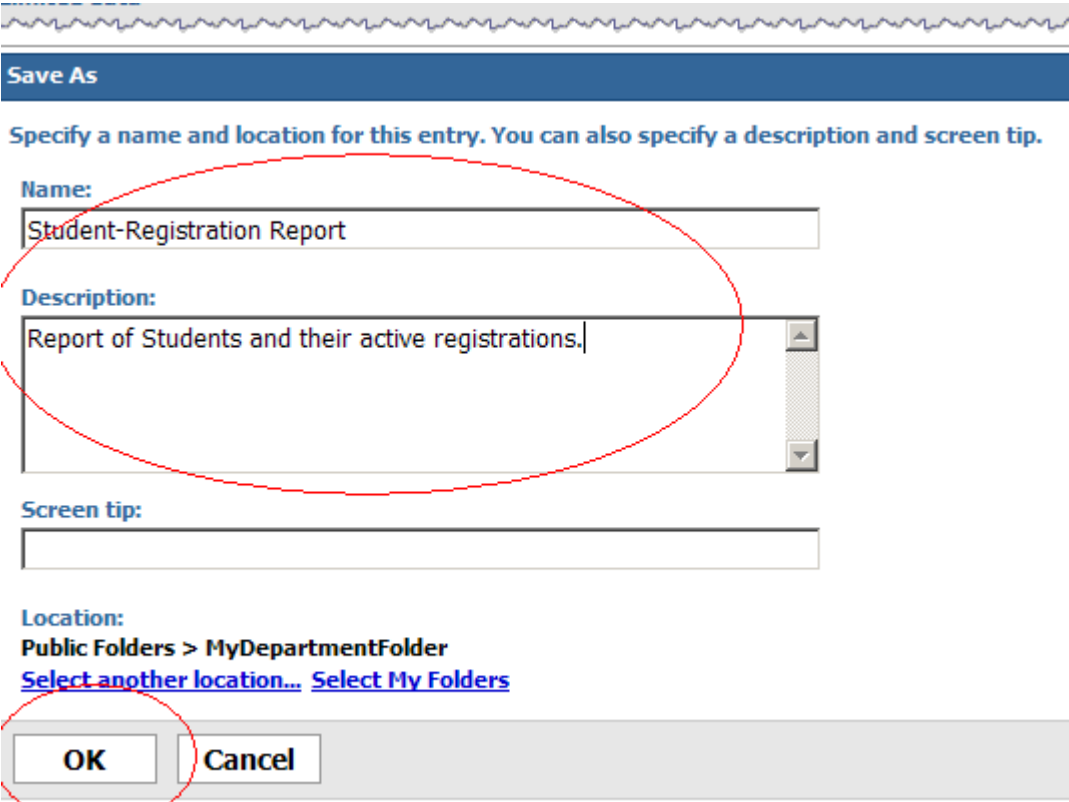 Save As
Specify a name and location for this entry. You can also specify a description and screen tip.
Name:
Student-Registration Report
Description:
Report of Students and their active registrations.
Screen tip:
Location:
Public Folders > MyDepartmentFolder
Select another location... Select My Folders
OK Cancel